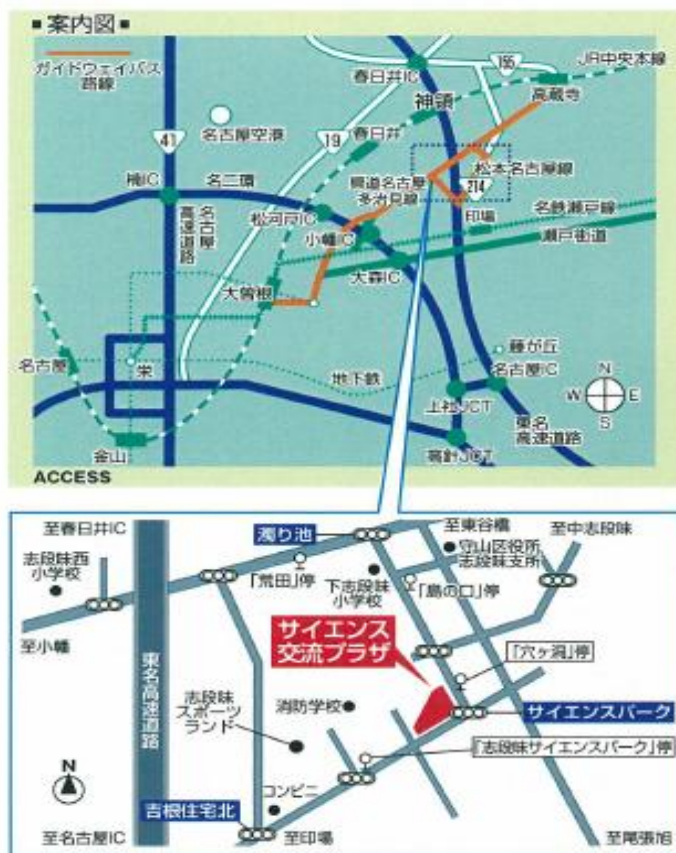 ■案内図■
ガイドウェイバス
路線
155
JR中央本線
春日井IC
高蔵寺
神領
41
名古屋空港
19
春日井
松本名古屋線
県道名古屋
多治見線
214
楠IC
名二環
印場
名鉄瀬戸線
松河戸IC
小幡IC
瀬戸街道
名古屋
高速道路
大森IC
大曽根
藤が丘
名古屋
栄
地下鉄
名古屋IC
N
W E
S
上社JCT
東名
高速道路
金山
高針JCT
ACCESS
至春日井IC
濁り池
至東谷橋
至中志段味
志段味西
小学校
守山区役所
志段味支所
「荒田」停
下志段味
小学校
「島の口」停
至小幡
サイエンス
交流プラザ
「穴ヶ洞」停
東名高速道路
志段味
スポーツ
ランド
消防学校
サイエンスパーク
「志段味サイエンスパーク」停
N
コンビニ
吉根住宅北
至名古屋IC
至印場
至尾張旭